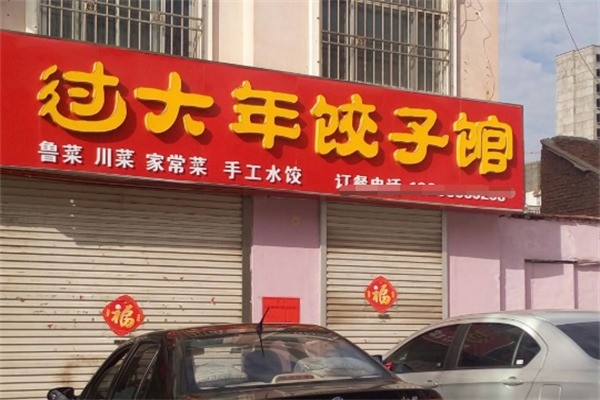 过大年饺子馆
鲁菜 川菜 家常菜 手工水饺 订餐电话
福
福